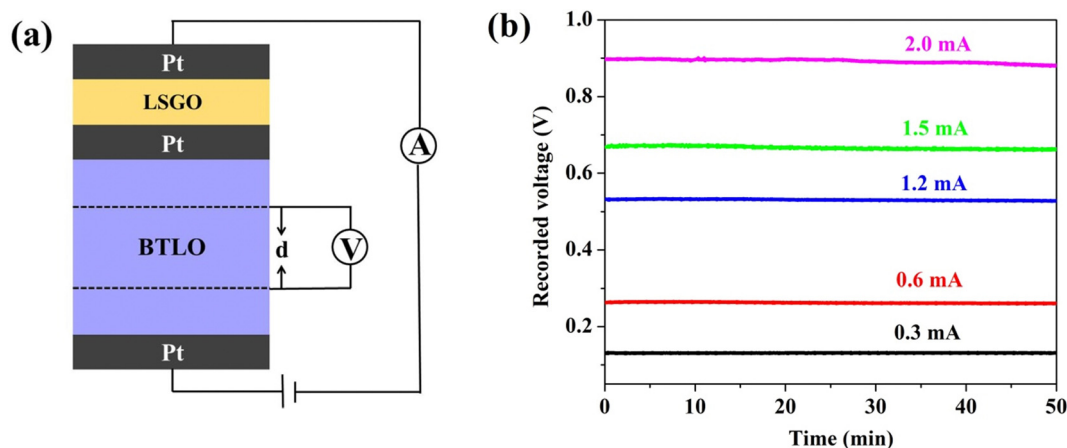 (a)
Pt
LSGO
Pt
A
BTLO
d
V
Pt
(b)
Recorded voltage (V)
1.0
0.8
0.6
0.4
0.2
2.0 mA
1.5 mA
1.2 mA
0.6 mA
0.3 mA
0
10
20
30
40
50
Time (min)